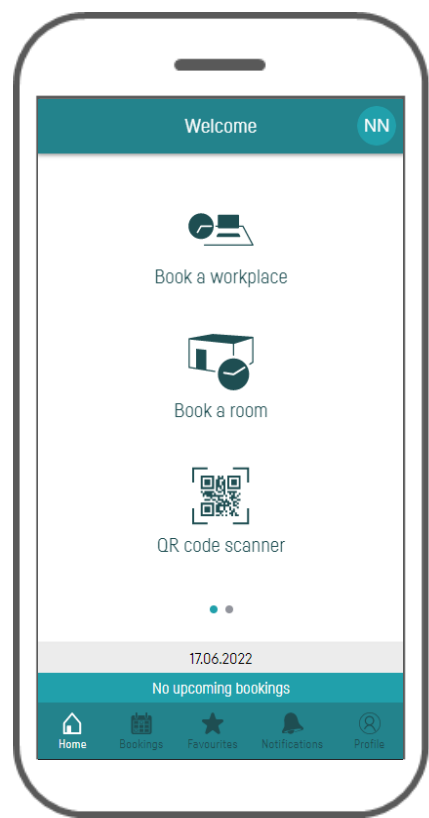 Welcome
NN
Book a workplace
Book a room
QR code scanner
17.06.2022
No upcoming bookings
Home
Bookings
Favourites
Notifications
Profile